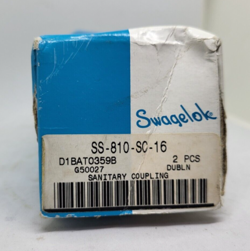 Swagelok
SS-810-SC-16
D1BAT0359B 2 PCS
G50027 DUBLN
SANITARY COUPLING